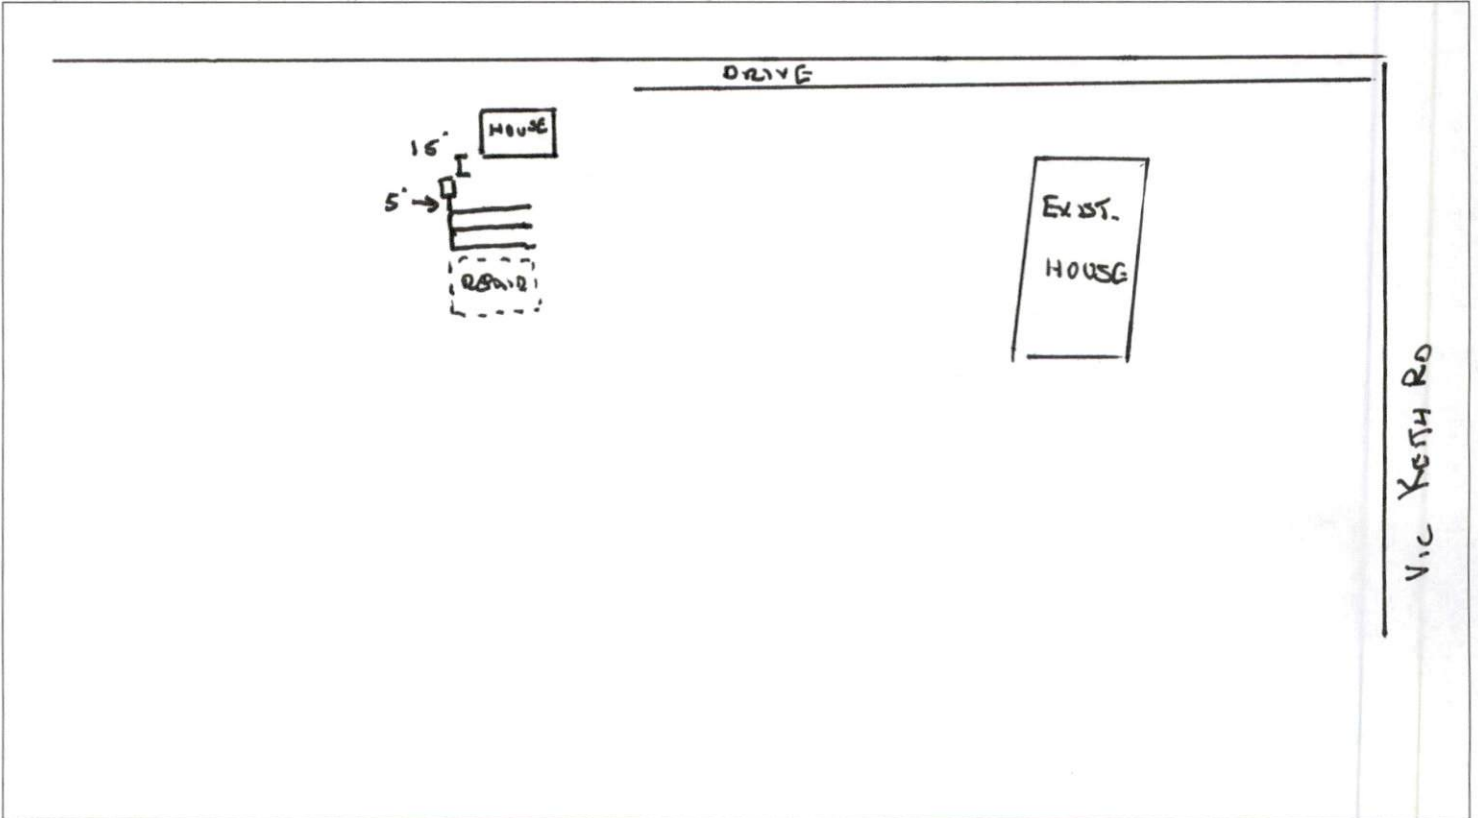 DRIVE
HOUSE
15'
5'
REPAIR
EXIST.
HOUSE
VIC KEITH RD